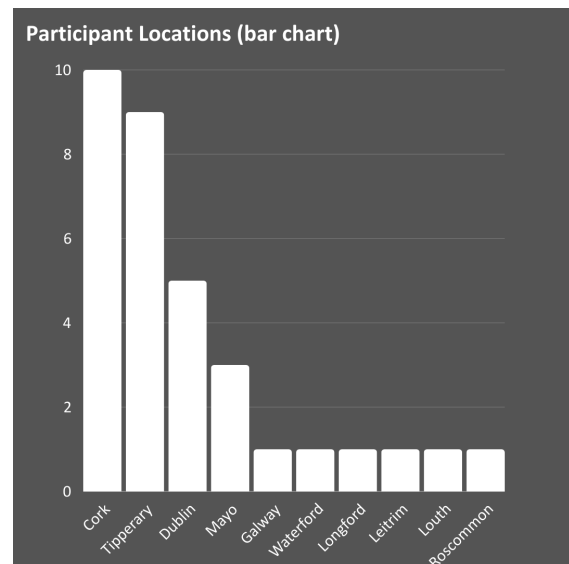 Participant Locations (bar chart)
10
8
6
4
2
0
Cork
Tipperary
Dublin
Mayo
Galway
Waterford
Longford
Leitrim
Louth
Roscommon